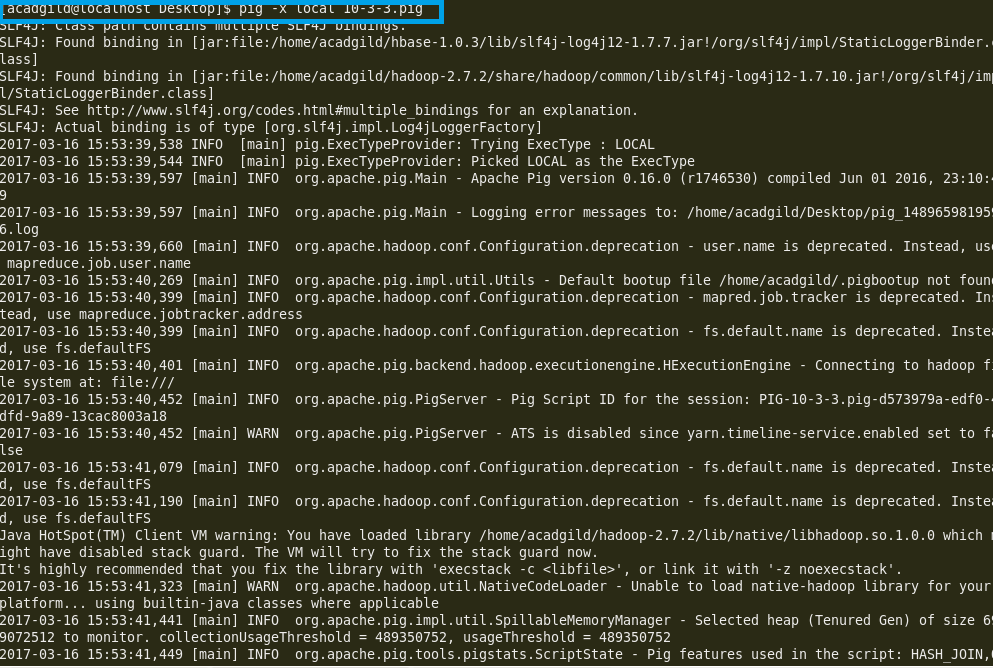 [acadgild@localhost Desktop]$ pig -x local 10-3-3.pig
SLF4J: Class path contains multiple SLF4J bindings.
SLF4J: Found binding in [jar:file:/home/acadgild/hbase-1.0.3/lib/slf4j-log4j12-1.7.7.jar!/org/slf4j/impl/StaticLoggerBinder.c
lass]
SLF4J: Found binding in [jar:file:/home/acadgild/hadoop-2.7.2/share/hadoop/common/lib/slf4j-log4j12-1.7.10.jar!/org/slf4j/imp
l/StaticLoggerBinder.class]
SLF4J: See http://www.slf4j.org/codes.html#multiple_bindings for an explanation.
SLF4J: Actual binding is of type [org.slf4j.impl.Log4jLoggerFactory]
2017-03-16 15:53:39,538 INFO  [main] pig.ExecTypeProvider: Trying ExecType : LOCAL
2017-03-16 15:53:39,544 INFO  [main] pig.ExecTypeProvider: Picked LOCAL as the ExecType
2017-03-16 15:53:39,597 [main] INFO  org.apache.pig.Main - Apache Pig version 0.16.0 (r1746530) compiled Jun 01 2016, 23:10:4
9
2017-03-16 15:53:39,597 [main] INFO  org.apache.pig.Main - Logging error messages to: /home/acadgild/Desktop/pig_148965981959
6.log
2017-03-16 15:53:39,660 [main] INFO  org.apache.hadoop.conf.Configuration.deprecation - user.name is deprecated. Instead, use
 mapreduce.job.user.name
2017-03-16 15:53:40,269 [main] INFO  org.apache.pig.impl.util.Utils - Default bootup file /home/acadgild/.pigbootup not found
2017-03-16 15:53:40,399 [main] INFO  org.apache.hadoop.conf.Configuration.deprecation - mapred.job.tracker is deprecated. Ins
tead, use mapreduce.jobtracker.address
2017-03-16 15:53:40,399 [main] INFO  org.apache.hadoop.conf.Configuration.deprecation - fs.default.name is deprecated. Instea
d, use fs.defaultFS
2017-03-16 15:53:40,401 [main] INFO  org.apache.pig.backend.hadoop.executionengine.HExecutionEngine - Connecting to hadoop fi
le system at: file:///
2017-03-16 15:53:40,452 [main] INFO  org.apache.pig.PigServer - Pig Script ID for the session: PIG-10-3-3.pig-d573979a-edf0-4
dfd-9a89-13cac8003a18
2017-03-16 15:53:40,452 [main] WARN  org.apache.pig.PigServer - ATS is disabled since yarn.timeline-service.enabled set to fa
lse
2017-03-16 15:53:41,079 [main] INFO  org.apache.hadoop.conf.Configuration.deprecation - fs.default.name is deprecated. Instea
d, use fs.defaultFS
2017-03-16 15:53:41,190 [main] INFO  org.apache.hadoop.conf.Configuration.deprecation - fs.default.name is deprecated. Instea
d, use fs.defaultFS
Java HotSpot(TM) Client VM warning: You have loaded library /home/acadgild/hadoop-2.7.2/lib/native/libhadoop.so.1.0.0 which m
ight have disabled stack guard. The VM will try to fix the stack guard now.
It's highly recommended that you fix the library with 'execstack -c <libfile>', or link it with '-z noexecstack'.
2017-03-16 15:53:41,323 [main] WARN  org.apache.hadoop.util.NativeCodeLoader - Unable to load native-hadoop library for your
platform... using builtin-java classes where applicable
2017-03-16 15:53:41,441 [main] INFO  org.apache.pig.impl.util.SpillableMemoryManager - Selected heap (Tenured Gen) of size 69
9072512 to monitor. collectionUsageThreshold = 489350752, usageThreshold = 489350752
2017-03-16 15:53:41,449 [main] INFO  org.apache.pig.tools.pigstats.ScriptState - Pig features used in the script: HASH_JOIN,